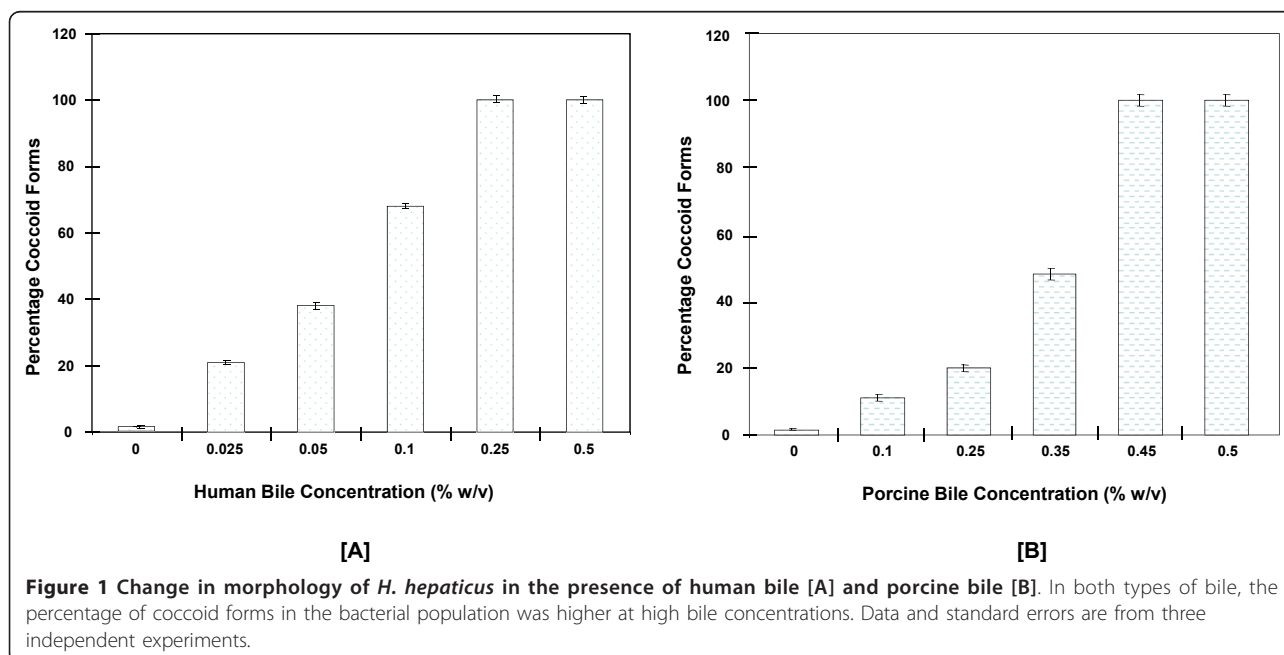 120
100
80
60
40
20
0
Percentage Coccoid Forms
0 0.025 0.05 0.1 0.25 0.5
Human Bile Concentration (% w/v)
[A]
120
100
80
60
40
20
0
Percentage Coccoid Forms
0 0.1 0.25 0.35 0.45 0.5
Porcine Bile Concentration (% w/v)
[B]
Figure 1 Change in morphology of H. hepaticus in the presence of human bile [A] and porcine bile [B]. In both types of bile, the
percentage of coccoid forms in the bacterial population was higher at high bile concentrations. Data and standard errors are from three
independent experiments.